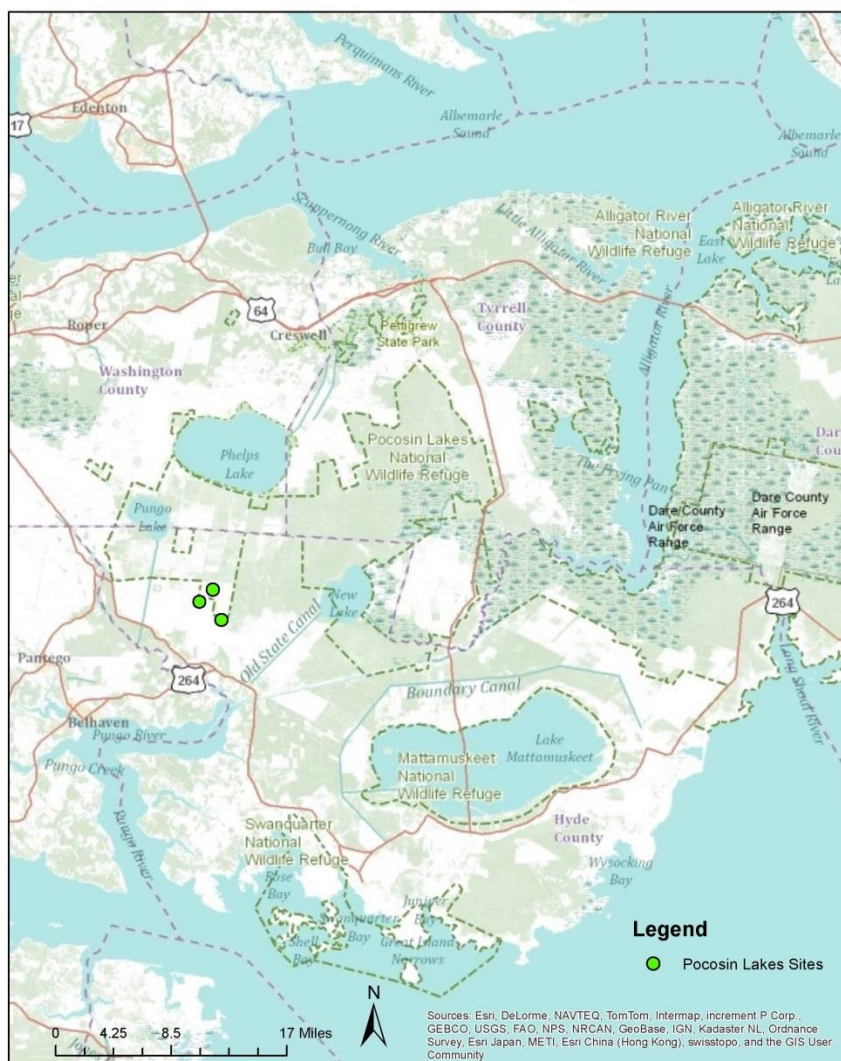 Perquimans River
Edenton
17
Albemarle
Sound
Albemarle
Sound
Scuppernong River
Bull Bay
Little Alligator River
Alligator River
National
Wildlife Refuge
Alligator River
National
Wildlife Refuge
East
Lake
64
Roper
Creswell
Pettigrew
State Park
Tyrrell
County
Alligator River
Washington
County
Phelps
Lake
Pocosin Lakes
National
Wildlife Refuge
The Frying Pan
Pungo
Lake
Dare County
Air Force
Range
Dare County
Air Force
Range
New
Lake
Old State Canal
264
264
Pantego
Boundary Canal
Long Shoal River
Belhaven
Pungo River
Pungo Creek
Lake
Mattamuskeet
Mattamuskeet
National
Wildlife Refuge
Pungo River
Hyde
County
Swanquarter
National
Wildlife Refuge
Rose
Bay
Wysocking
Bay
Juniper
Bay
Swanquarter
Bay
Shell
Bay
Great Island
Narrows
Legend
Pocosin Lakes Sites
N
0 4.25 8.5 17 Miles
Sources: Esri, DeLorme, NAVTEQ, TomTom, Intermap, increment P Corp.,
GEBCO, USGS, FAO, NPS, NRCAN, GeoBase, IGN, Kadaster NL, Ordnance
Survey, Esri Japan, METI, Esri China (Hong Kong), swisstopo, and the GIS User
Community